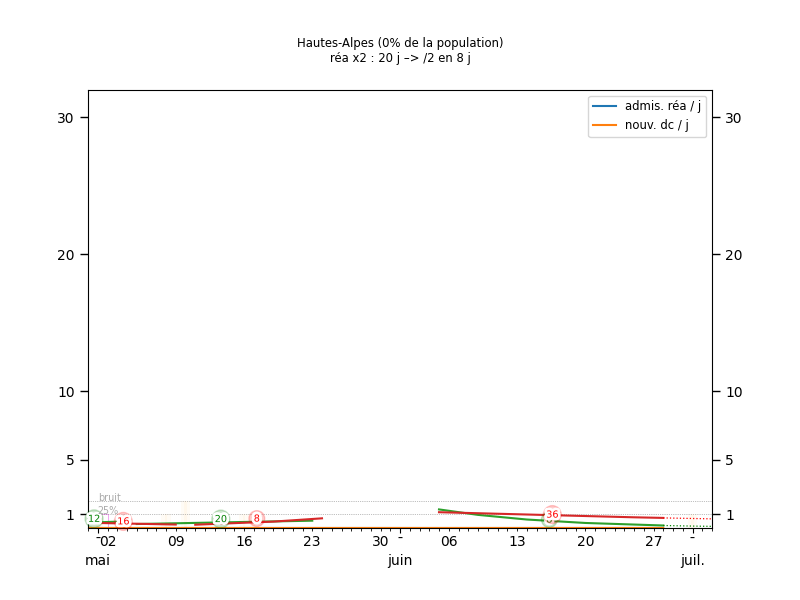 Hautes-Alpes (0% de la population)
réa x2 : 20 j –> /2 en 8 j
admis. réa / j
nouv. dc / j
30 30
20 20
10 10
5 5
bruit
25%
1 12 16 20 8 36 1
02 09 16 23 30 - 06 13 20 27 -
mai juin juil.